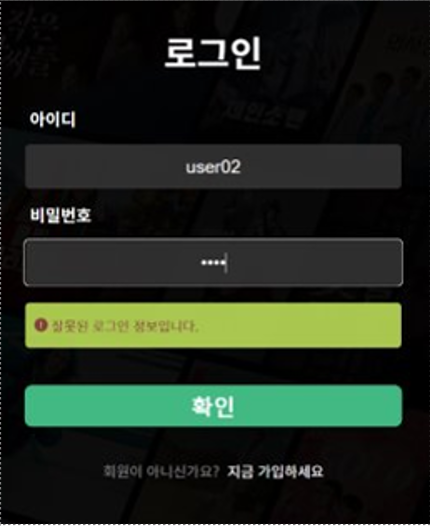 로그인
아이디
user02
비밀번호
••••
잘못된 로그인 정보입니다.
확인
회원이 아니신가요? 지금 가입하세요